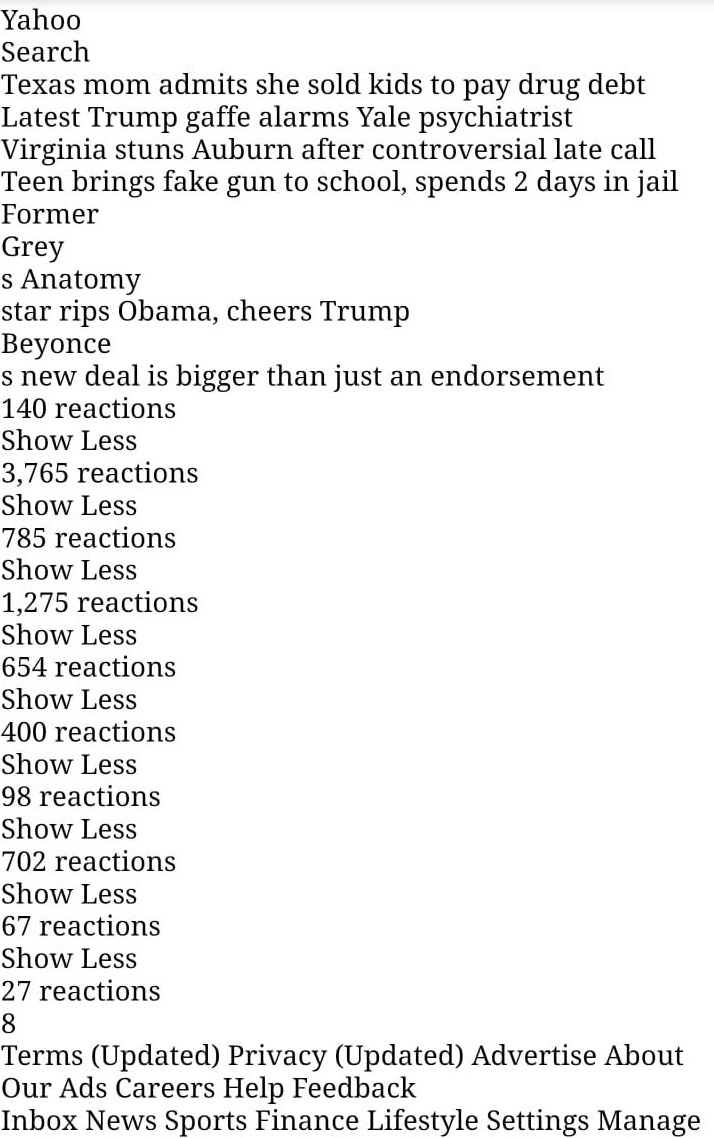 Yahoo
Search
Texas mom admits she sold kids to pay drug debt
Latest Trump gaffe alarms Yale psychiatrist
Virginia stuns Auburn after controversial late call
Teen brings fake gun to school, spends 2 days in jail
Former
Grey
s Anatomy
star rips Obama, cheers Trump
Beyonce
s new deal is bigger than just an endorsement
140 reactions
Show Less
3,765 reactions
Show Less
785 reactions
Show Less
1,275 reactions
Show Less
654 reactions
Show Less
400 reactions
Show Less
98 reactions
Show Less
702 reactions
Show Less
67 reactions
Show Less
27 reactions
8
Terms (Updated) Privacy (Updated) Advertise About
Our Ads Careers Help Feedback
Inbox News Sports Finance Lifestyle Settings Manage